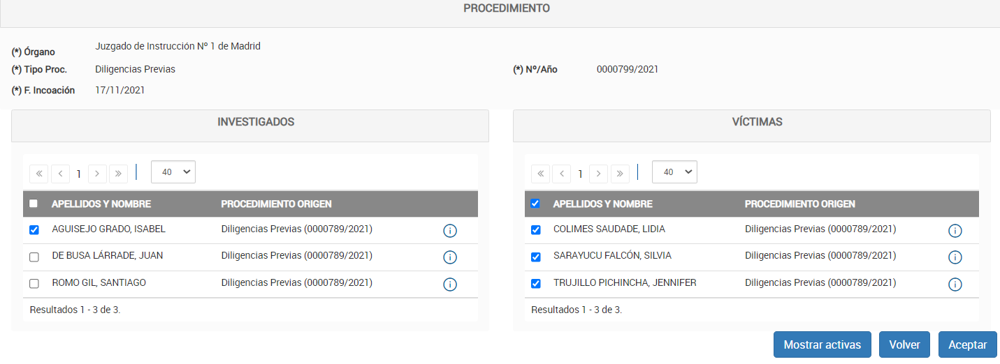 PROCEDIMIENTO
(*) Órgano Juzgado de Instrucción Nº 1 de Madrid
(*) Tipo Proc. Diligencias Previas (*) Nº/Año 0000799/2021
(*) F. Incoación 17/11/2021
INVESTIGADOS
« < 1 > » 40
APELLIDOS Y NOMBRE PROCEDIMIENTO ORIGEN
AGUISEJO GRADO, ISABEL Diligencias Previas (0000789/2021)
DE BUSA LÁRRADE, JUAN Diligencias Previas (0000789/2021)
ROMO GIL, SANTIAGO Diligencias Previas (0000789/2021)
Resultados 1 - 3 de 3.
VÍCTIMAS
« < 1 > » 40
APELLIDOS Y NOMBRE PROCEDIMIENTO ORIGEN
COLIMES SAUDADE, LIDIA Diligencias Previas (0000789/2021)
SARAYUCU FALCÓN, SILVIA Diligencias Previas (0000789/2021)
TRUJILLO PICHINCHA, JENNIFER Diligencias Previas (0000789/2021)
Resultados 1 - 3 de 3.
Mostrar activas Volver Aceptar